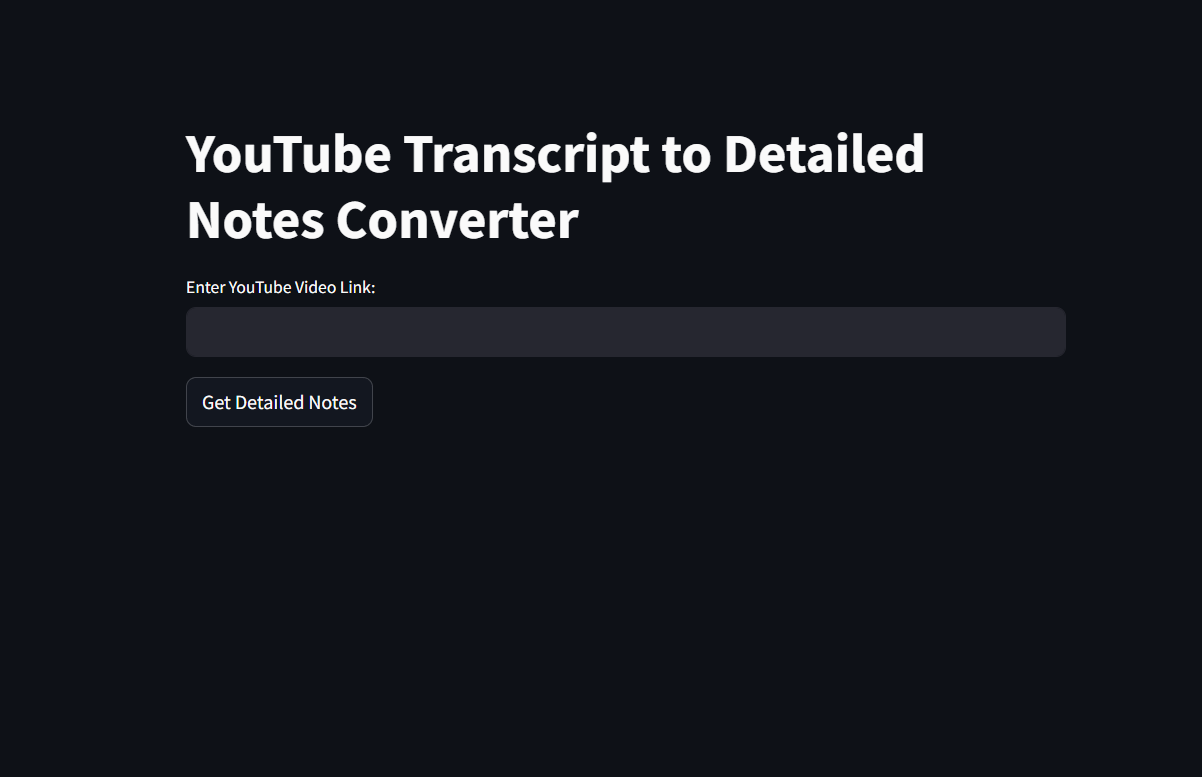 YouTube Transcript to Detailed
Notes Converter
Enter YouTube Video Link:
Get Detailed Notes